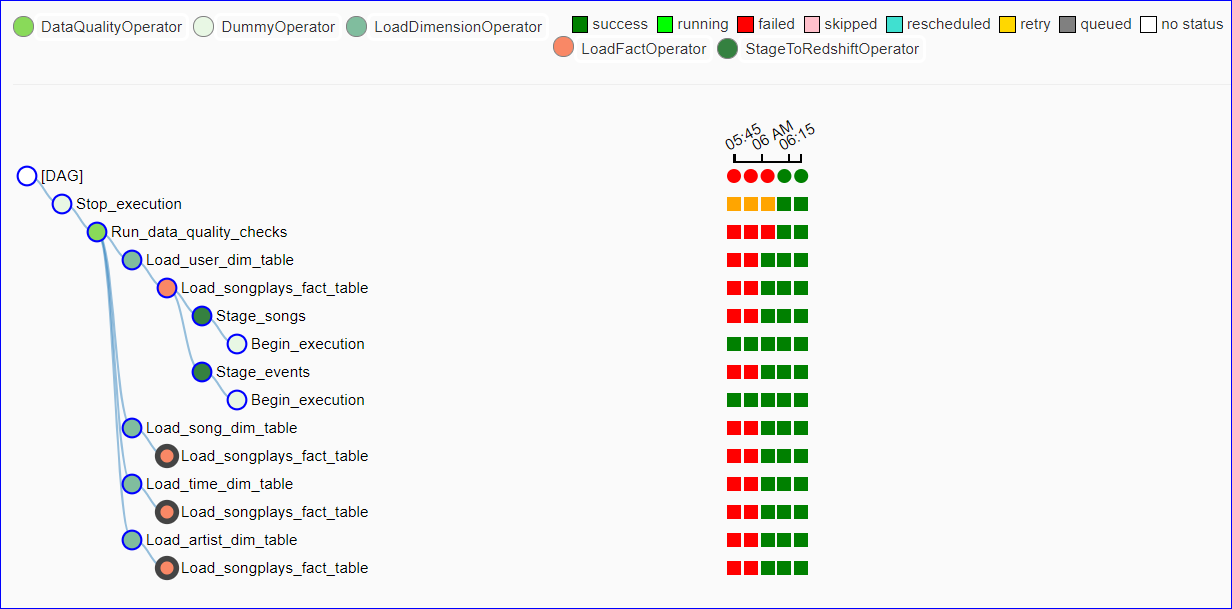 DataQualityOperator DummyOperator LoadDimensionOperator success running failed skipped rescheduled retry queued no status
LoadFactOperator StageToRedshiftOperator
05:45 06 AM 06:15
[DAG]
Stop_execution
Run_data_quality_checks
Load_user_dim_table
Load_songplays_fact_table
Stage_songs
Begin_execution
Stage_events
Begin_execution
Load_song_dim_table
Load_songplays_fact_table
Load_time_dim_table
Load_songplays_fact_table
Load_artist_dim_table
Load_songplays_fact_table